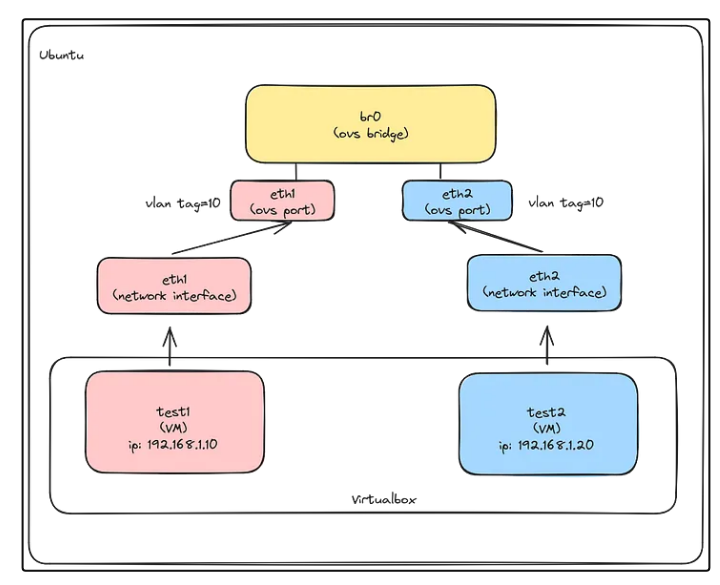 Ubuntu
br0
(ovs bridge)
vlan tag=10
eth1
(ovs port)
eth2
(ovs port)
vlan tag=10
eth1
(network interface)
eth2
(network interface)
test1
(VM)
ip: 192.168.1.10
test2
(VM)
ip: 192.168.1.20
Virtualbox